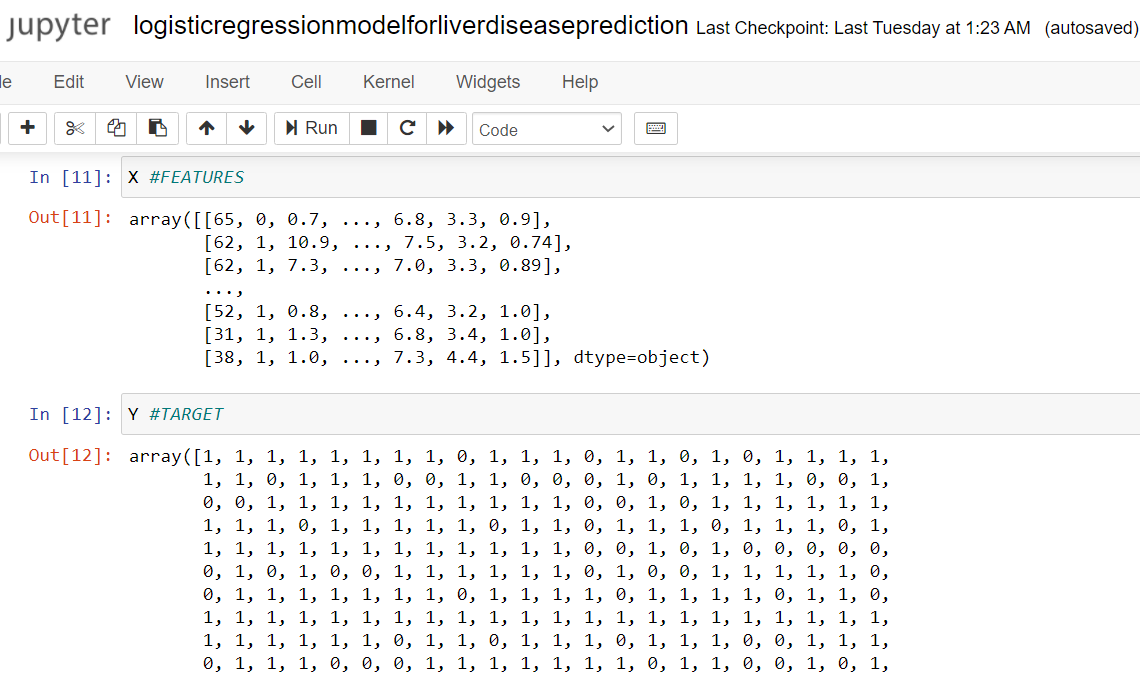 jupyter logisticregressionmodelforliverdiseaseprediction Last Checkpoint: Last Tuesday at 1:23 AM (autosaved)
le Edit View Insert Cell Kernel Widgets Help
Run Code
In [11]: X #FEATURES
Out[11]: array([[65, 0, 0.7, ..., 6.8, 3.3, 0.9],
[62, 1, 10.9, ..., 7.5, 3.2, 0.74],
[62, 1, 7.3, ..., 7.0, 3.3, 0.89],
...,
[52, 1, 0.8, ..., 6.4, 3.2, 1.0],
[31, 1, 1.3, ..., 6.8, 3.4, 1.0],
[38, 1, 1.0, ..., 7.3, 4.4, 1.5]], dtype=object)
In [12]: Y #TARGET
Out[12]: array([1, 1, 1, 1, 1, 1, 1, 1, 0, 1, 1, 1, 0, 1, 1, 0, 1, 0, 1, 1, 1, 1,
1, 1, 0, 1, 1, 1, 0, 0, 1, 1, 0, 0, 0, 1, 0, 1, 1, 1, 1, 0, 0, 1,
0, 0, 1, 1, 1, 1, 1, 1, 1, 1, 1, 1, 0, 0, 1, 0, 1, 1, 1, 1, 1, 1,
1, 1, 1, 0, 1, 1, 1, 1, 1, 0, 1, 1, 0, 1, 1, 1, 0, 1, 1, 1, 0, 1,
1, 1, 1, 1, 1, 1, 1, 1, 1, 1, 1, 1, 0, 0, 1, 0, 1, 0, 0, 0, 0, 0,
0, 1, 0, 1, 0, 0, 1, 1, 1, 1, 1, 1, 0, 1, 0, 0, 1, 1, 1, 1, 1, 0,
0, 1, 1, 1, 1, 1, 1, 1, 0, 1, 1, 1, 1, 0, 1, 1, 1, 1, 0, 1, 1, 0,
1, 1, 1, 1, 1, 1, 1, 1, 1, 1, 1, 1, 1, 1, 1, 1, 1, 1, 1, 1, 1, 1,
1, 1, 1, 1, 1, 1, 0, 1, 1, 0, 1, 1, 1, 0, 1, 1, 1, 0, 0, 1, 1, 1,
0, 1, 1, 1, 0, 0, 0, 1, 1, 1, 1, 1, 1, 1, 0, 1, 1, 0, 0, 1, 0, 1,